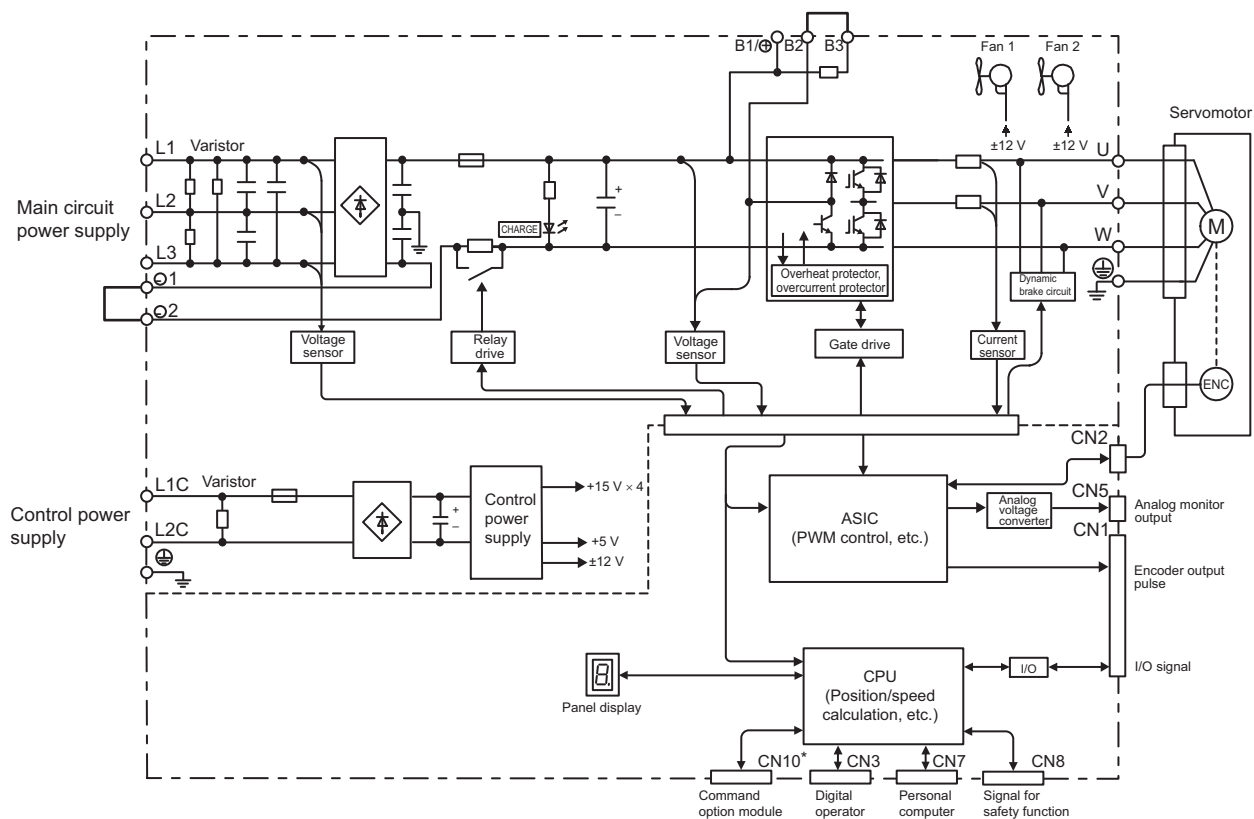 B1/⊕ B2 B3
Fan 1 Fan 2
Servomotor
±12 V ±12 V
L1 Varistor
U
Main circuit
power supply
L2
V
+
–
CHARGE
M
L3
W
⊖1
Overheat protector,
overcurrent protector
Dynamic
brake circuit
⊖2
Voltage
sensor
Relay
drive
Voltage
sensor
Gate drive
Current
sensor
ENC
CN2
L1C Varistor
Control power
supply
L2C
+
–
Control
power
supply
+15 V × 4
+5 V
±12 V
ASIC
(PWM control, etc.)
Analog
voltage
converter
CN5
Analog monitor
output
CN1
Encoder output
pulse
Panel display
8.
CPU
(Position/speed
calculation, etc.)
I/O
I/O signal
CN10* CN3 CN7 CN8
Command
option module
Digital
operator
Personal
computer
Signal for
safety function